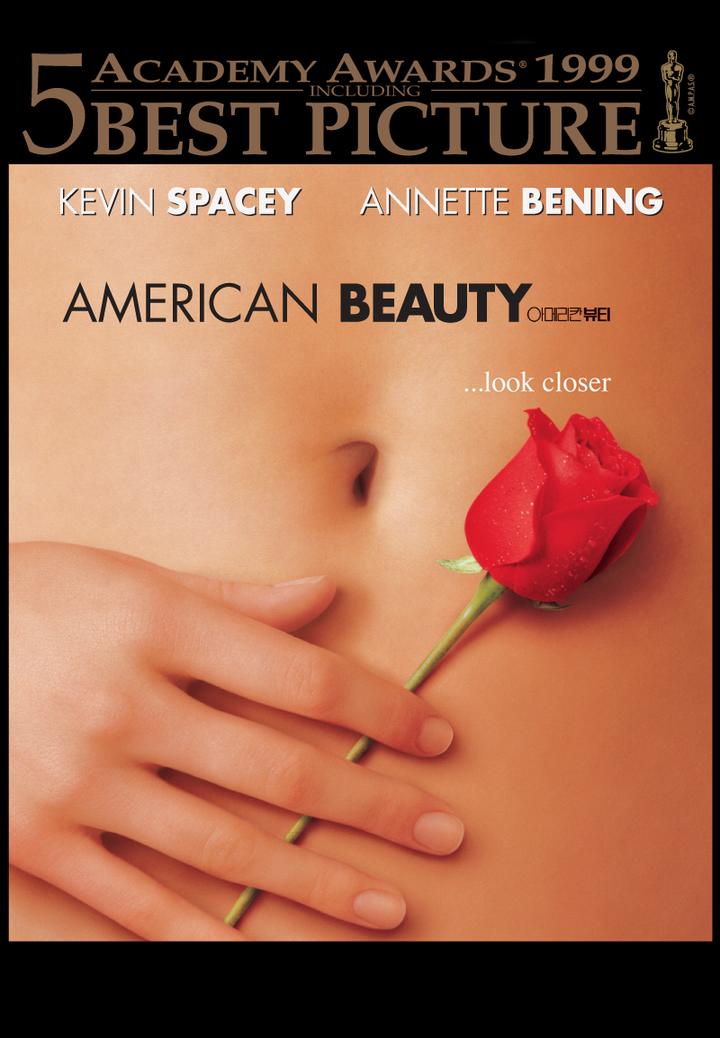 5 ACADEMY AWARDS® 1999
INCLUDING
BEST PICTURE
©A.M.P.A.S.®
KEVIN SPACEY ANNETTE BENING
AMERICAN BEAUTY 아메리칸 뷰티
...look closer